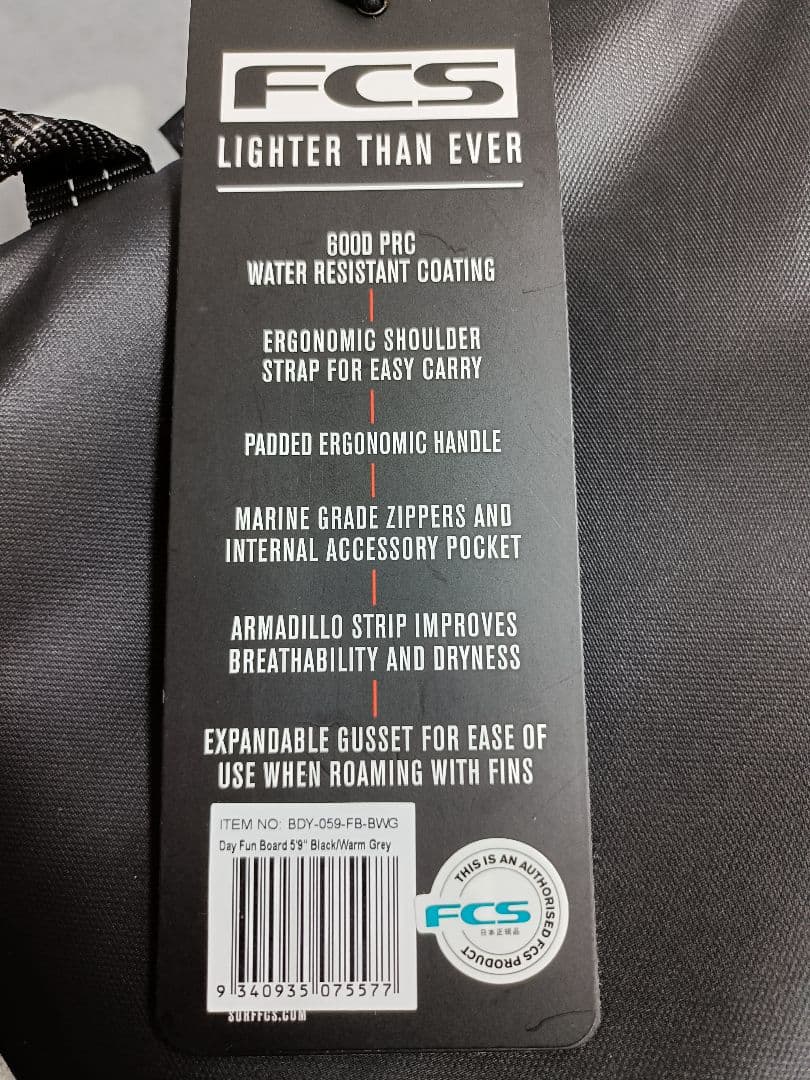 FCS
LIGHTER THAN EVER
600D PRC
WATER RESISTANT COATING
ERGONOMIC SHOULDER
STRAP FOR EASY CARRY
PADDED ERGONOMIC HANDLE
MARINE GRADE ZIPPERS AND
INTERNAL ACCESSORY POCKET
ARMADILLO STRIP IMPROVES
BREATHABILITY AND DRYNESS
EXPANDABLE GUSSET FOR EASE OF
USE WHEN ROAMING WITH FINS
ITEM NO: BDY-059-FB-BWG
Day Fun Board 5'9" Black/Warm Grey
9 340935 075577
SURFFCS.COM
THIS IS AN AUTHORISED FCS PRODUCT
FCS
日本正規品